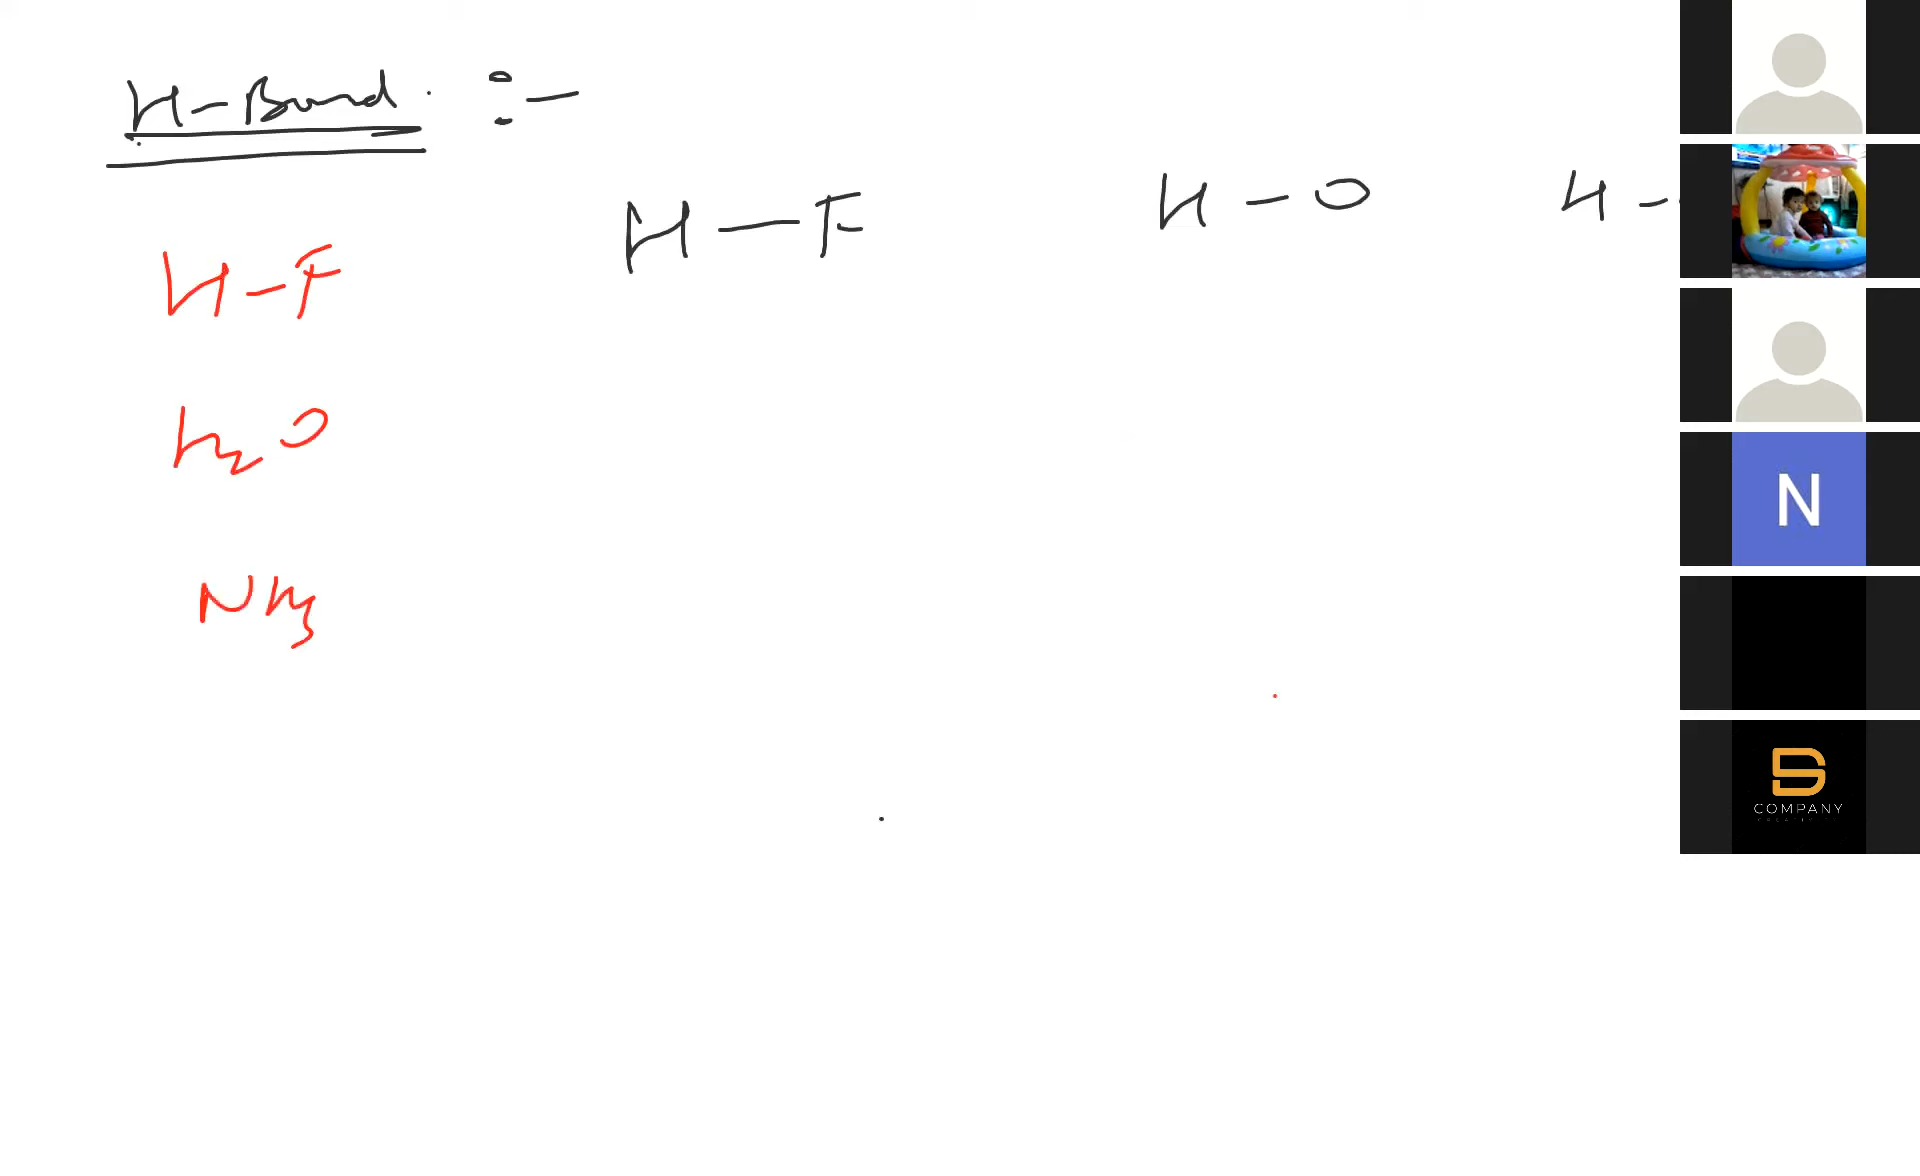 H-Bond :-
H-F H-O H-
H-F
H2O
NH3
N
S
COMPANY